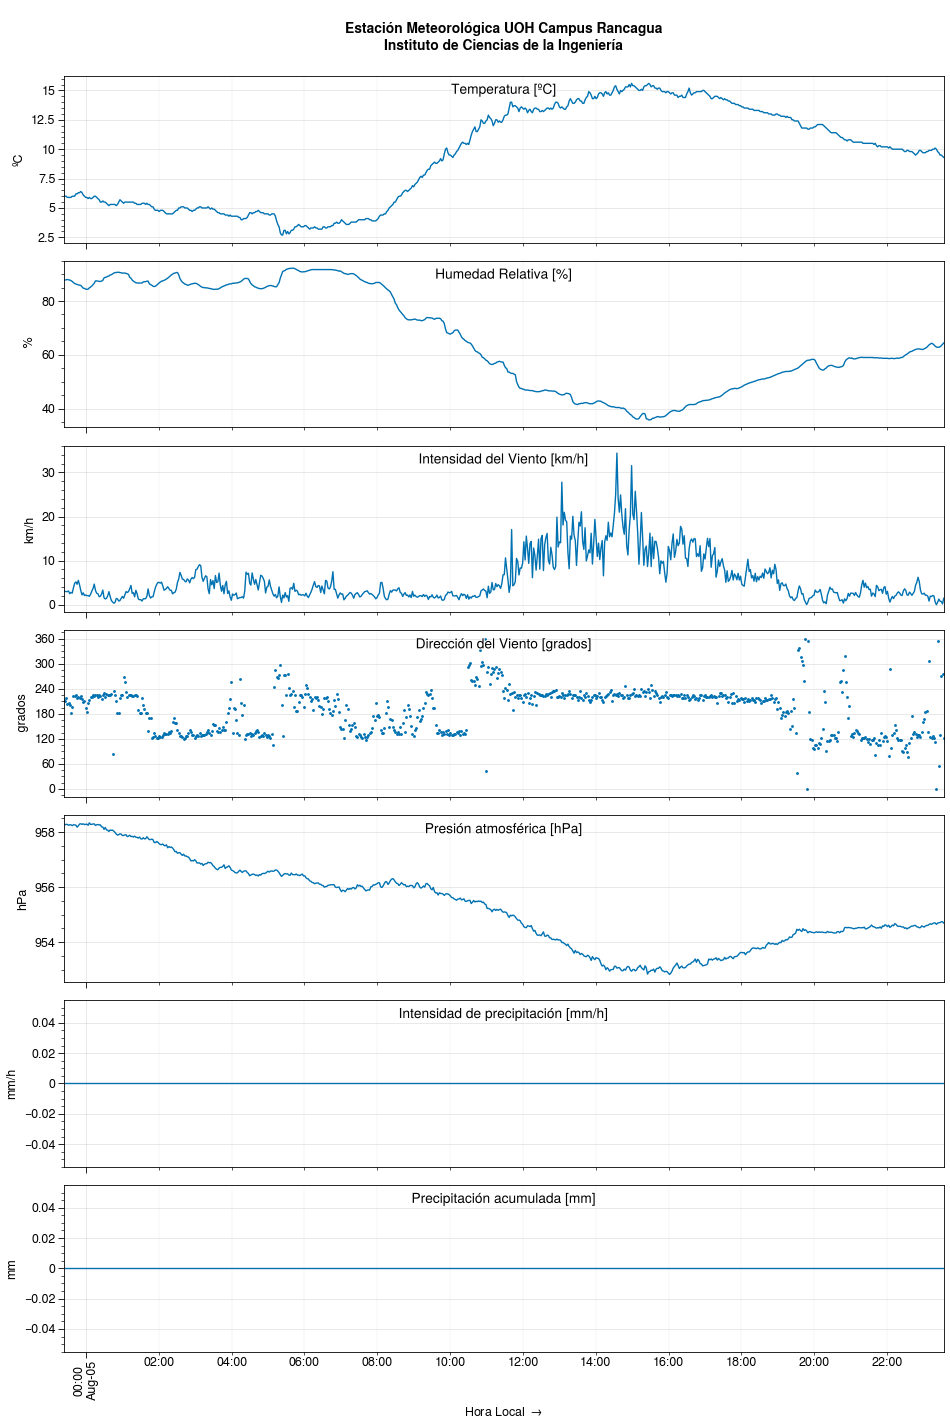 Estación Meteorológica UOH Campus Rancagua
Instituto de Ciencias de la Ingeniería
Temperatura [ºC]
15
12.5
10
7.5
5
2.5
ºC
Humedad Relativa [%]
80
60
40
%
Intensidad del Viento [km/h]
30
20
10
0
km/h
Dirección del Viento [grados]
360
300
240
180
120
60
0
grados
Presión atmosférica [hPa]
958
956
954
hPa
Intensidad de precipitación [mm/h]
0.04
0.02
0
−0.02
−0.04
mm/h
Precipitación acumulada [mm]
0.04
0.02
0
−0.02
−0.04
mm
00:00
Aug-05
02:00 04:00 06:00 08:00 10:00 12:00 14:00 16:00 18:00 20:00 22:00
Hora Local →